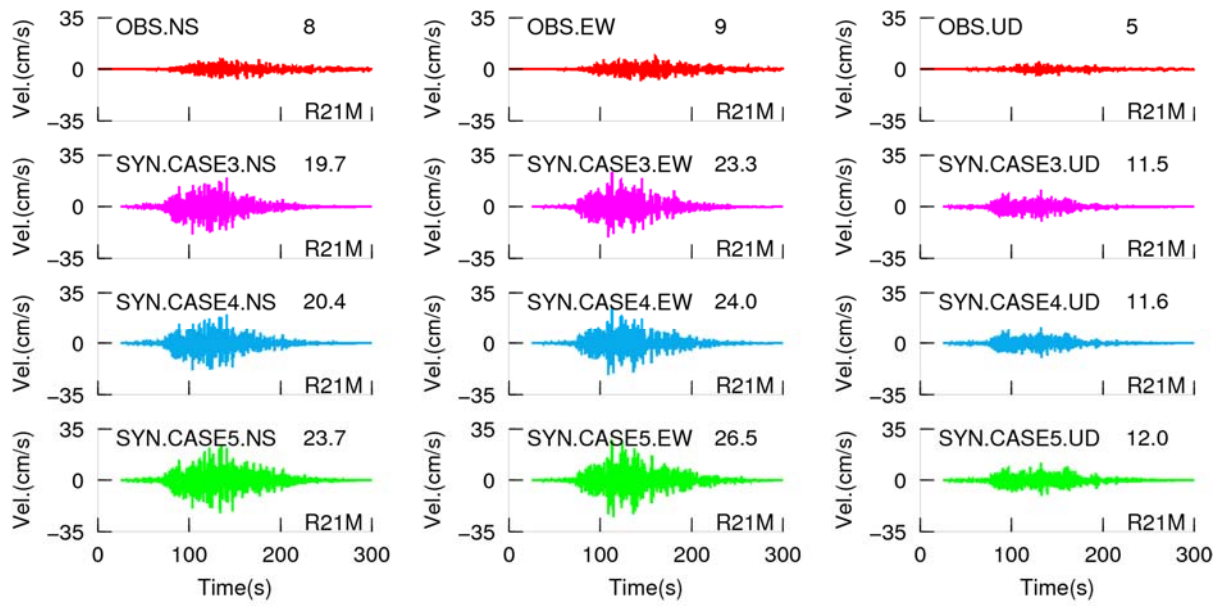 35 OBS.NS 8
Vel.(cm/s)
0
−35 R21M
35 OBS.EW 9
Vel.(cm/s)
0
−35 R21M
35 OBS.UD 5
Vel.(cm/s)
0
−35 R21M
35 SYN.CASE3.NS 19.7
Vel.(cm/s)
0
−35 R21M
35 SYN.CASE3.EW 23.3
Vel.(cm/s)
0
−35 R21M
35 SYN.CASE3.UD 11.5
Vel.(cm/s)
0
−35 R21M
35 SYN.CASE4.NS 20.4
Vel.(cm/s)
0
−35 R21M
35 SYN.CASE4.EW 24.0
Vel.(cm/s)
0
−35 R21M
35 SYN.CASE4.UD 11.6
Vel.(cm/s)
0
−35 R21M
35 SYN.CASE5.NS 23.7
Vel.(cm/s)
0
−35 R21M
0 100 200 300
Time(s)
35 SYN.CASE5.EW 26.5
Vel.(cm/s)
0
−35 R21M
0 100 200 300
Time(s)
35 SYN.CASE5.UD 12.0
Vel.(cm/s)
0
−35 R21M
0 100 200 300
Time(s)